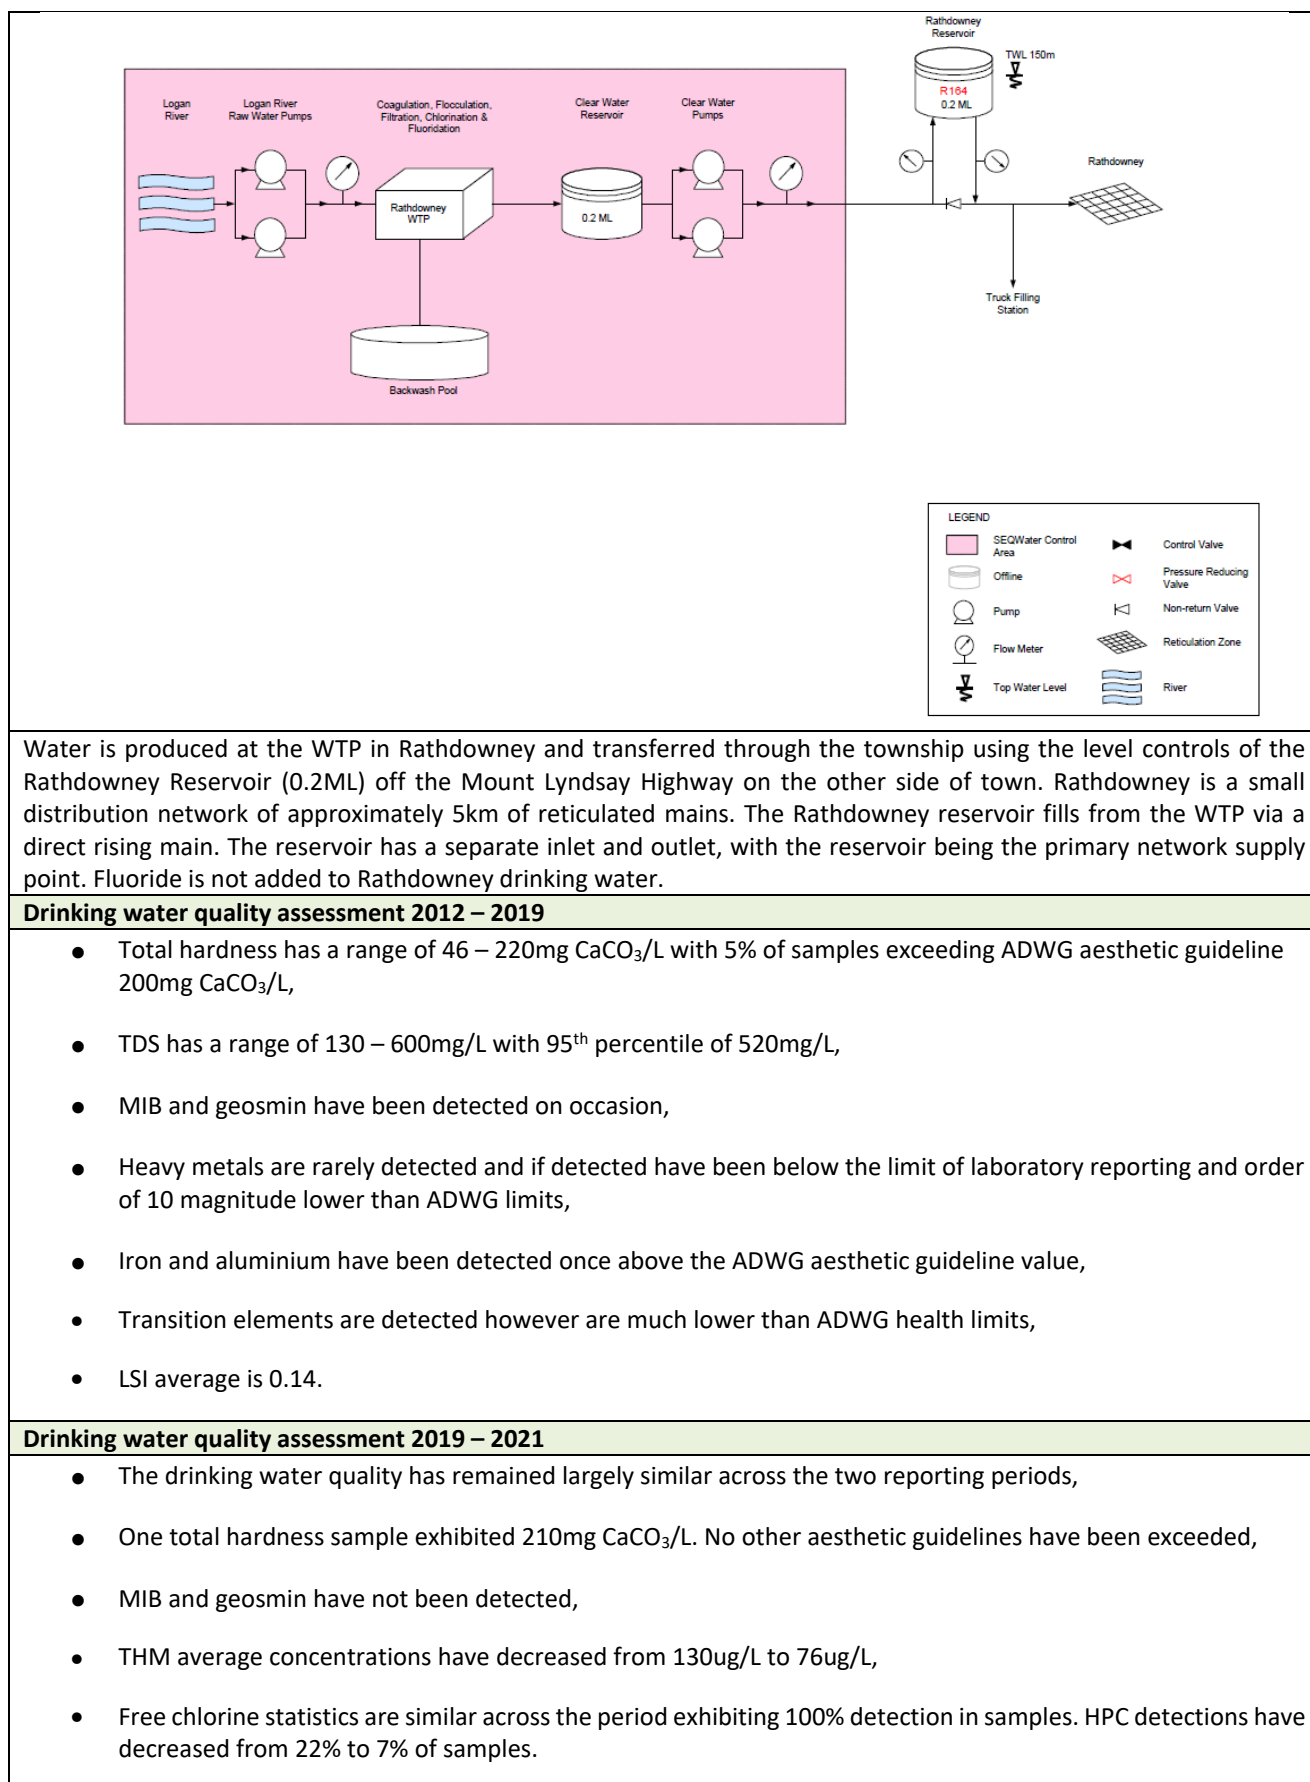 Rathdowney
Reservoir
TWL 150m
R164
0.2 ML
Logan
River
Logan River
Raw Water Pumps
Coagulation, Flocculation,
Filtration, Chlorination &
Fluoridation
Clear Water
Reservoir
Clear Water
Pumps
Rathdowney
Rathdowney
WTP
0.2 ML
Truck Filling
Station
Backwash Pool
LEGEND
SEQWater Control
Area
Control Valve
Offline
Pressure Reducing
Valve
Pump
Non-return Valve
Flow Meter
Reticulation Zone
Top Water Level
River
Water is produced at the WTP in Rathdowney and transferred through the township using the level controls of the
Rathdowney Reservoir (0.2ML) off the Mount Lyndsay Highway on the other side of town. Rathdowney is a small
distribution network of approximately 5km of reticulated mains. The Rathdowney reservoir fills from the WTP via a
direct rising main. The reservoir has a separate inlet and outlet, with the reservoir being the primary network supply
point. Fluoride is not added to Rathdowney drinking water.
Drinking water quality assessment 2012 – 2019
● Total hardness has a range of 46 – 220mg CaCO₃/L with 5% of samples exceeding ADWG aesthetic guideline
200mg CaCO₃/L,
● TDS has a range of 130 – 600mg/L with 95th percentile of 520mg/L,
● MIB and geosmin have been detected on occasion,
● Heavy metals are rarely detected and if detected have been below the limit of laboratory reporting and order
of 10 magnitude lower than ADWG limits,
● Iron and aluminium have been detected once above the ADWG aesthetic guideline value,
● Transition elements are detected however are much lower than ADWG health limits,
● LSI average is 0.14.
Drinking water quality assessment 2019 – 2021
● The drinking water quality has remained largely similar across the two reporting periods,
● One total hardness sample exhibited 210mg CaCO₃/L. No other aesthetic guidelines have been exceeded,
● MIB and geosmin have not been detected,
● THM average concentrations have decreased from 130ug/L to 76ug/L,
● Free chlorine statistics are similar across the period exhibiting 100% detection in samples. HPC detections have
decreased from 22% to 7% of samples.